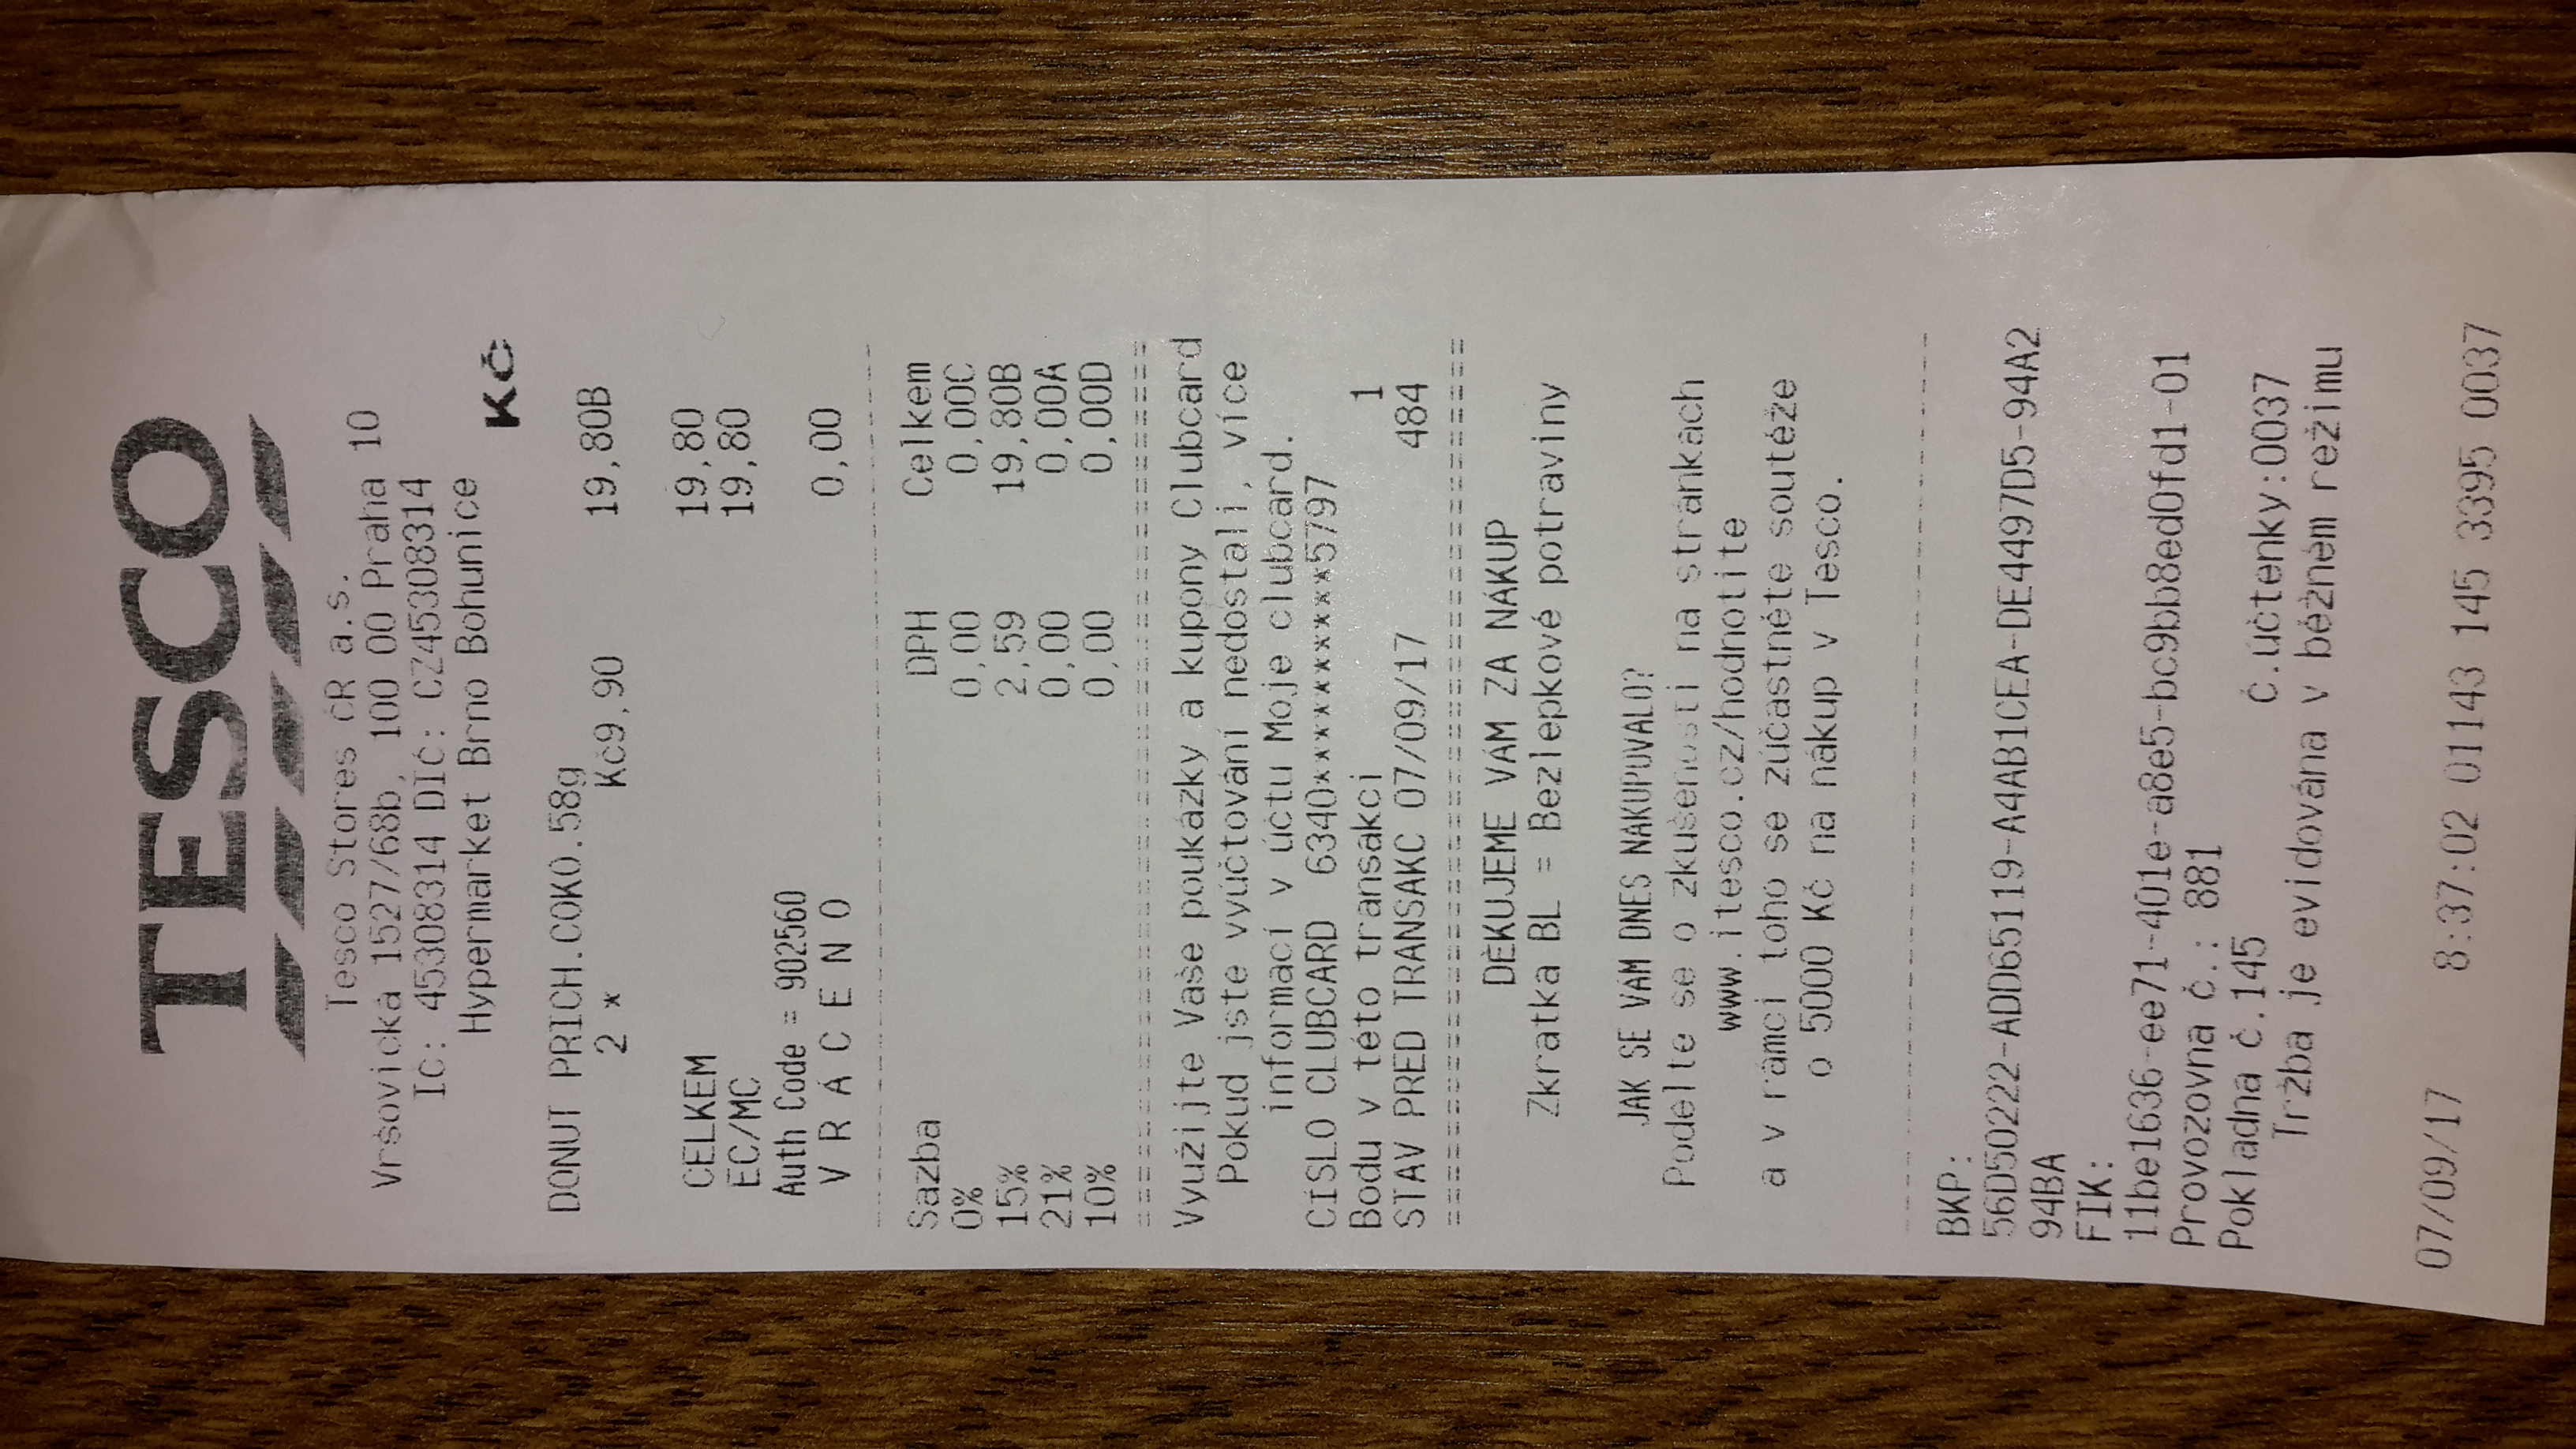 TESCO
Tesco Stores ČR a.s.
Vršovická 1527/68b, 100 00 Praha 10
IČ: 45308314 DIČ: CZ45308314
Hypermarket Brno Bohunice
Kč
DONUT PRICH.COKO.58g
2 * Kč9,90 19,80B
CELKEM 19,80
EC/MC 19,80
Auth Code = 902560
V R Á C E N O 0,00
Sazba DPH Celkem
0% 0,00 0,00C
15% 2,59 19,80B
21% 0,00 0,00A
10% 0,00 0,00D
Využijte Vaše poukázky a kupony Clubcard
Pokud jste vyúčtování nedostali, více
informací v účtu Moje clubcard.
ČÍSLO CLUBCARD 6340**********5797
Bodu v této transakci 1
STAV PRED TRANSAKC 07/09/17 484
DĚKUJEME VÁM ZA NÁKUP
Zkratka BL = Bezlepkové potraviny
JAK SE VÁM DNES NAKUPOVALO?
Podělte se o zkušenosti na stránkách
www.itesco.cz/hodnotite
a v rámci toho se zúčastněte soutěže
o 5000 Kč na nákup v Tesco.
BKP:
56D50222-ADD65119-A4AB1CEA-DE4497D5-94A2
94BA
FIK:
11be1636-ee71-401e-a8e5-bc9bb8ed0fd1-01
Provozovna č.: 881
Pokladna č.145 Č.účtenky:0037
Tržba je evidována v běžném režimu
07/09/17 8:37:02 01143 145 3395 0037